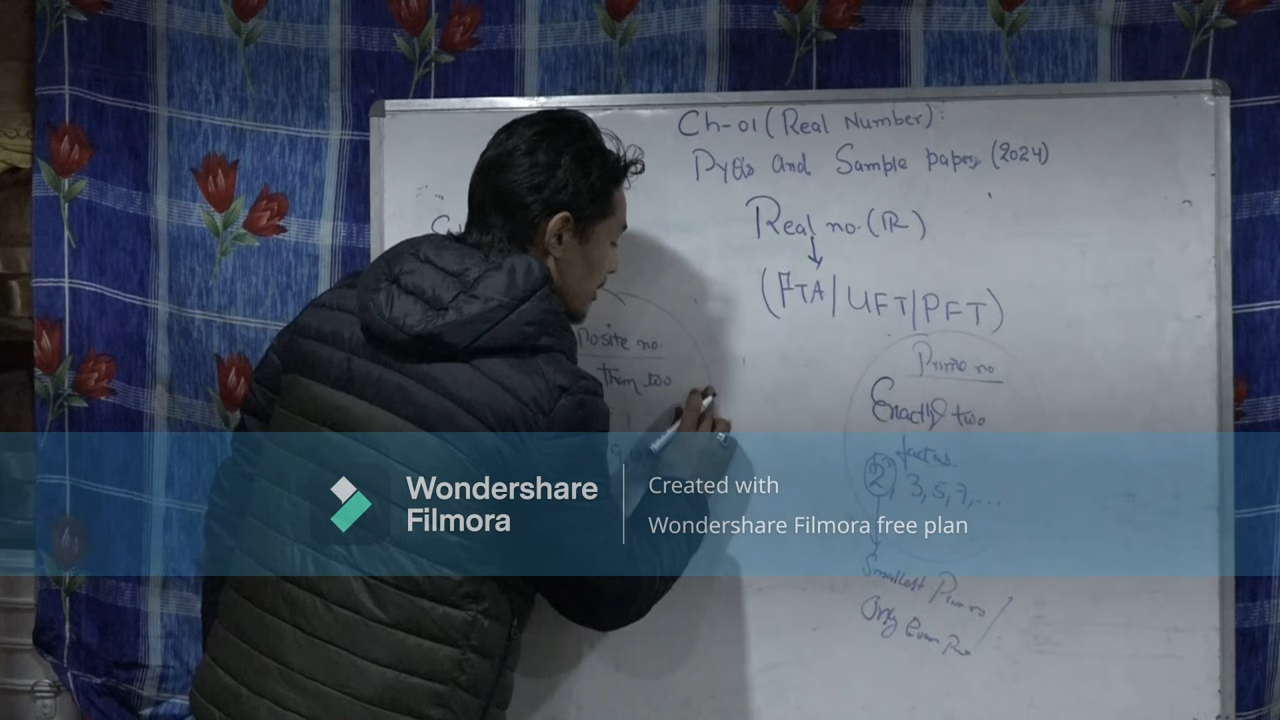 Ch-01 (Real Number):
PYQs and Sample papers (2024)
Real no. (R)
(FTA/UFT/PFT)
posite no.
them two
Prime no
Exactly two
factors.
2, 3, 5, 7, ...
Smallest Prime no /
Only Even
Wondershare
Filmora
Created with
Wondershare Filmora free plan